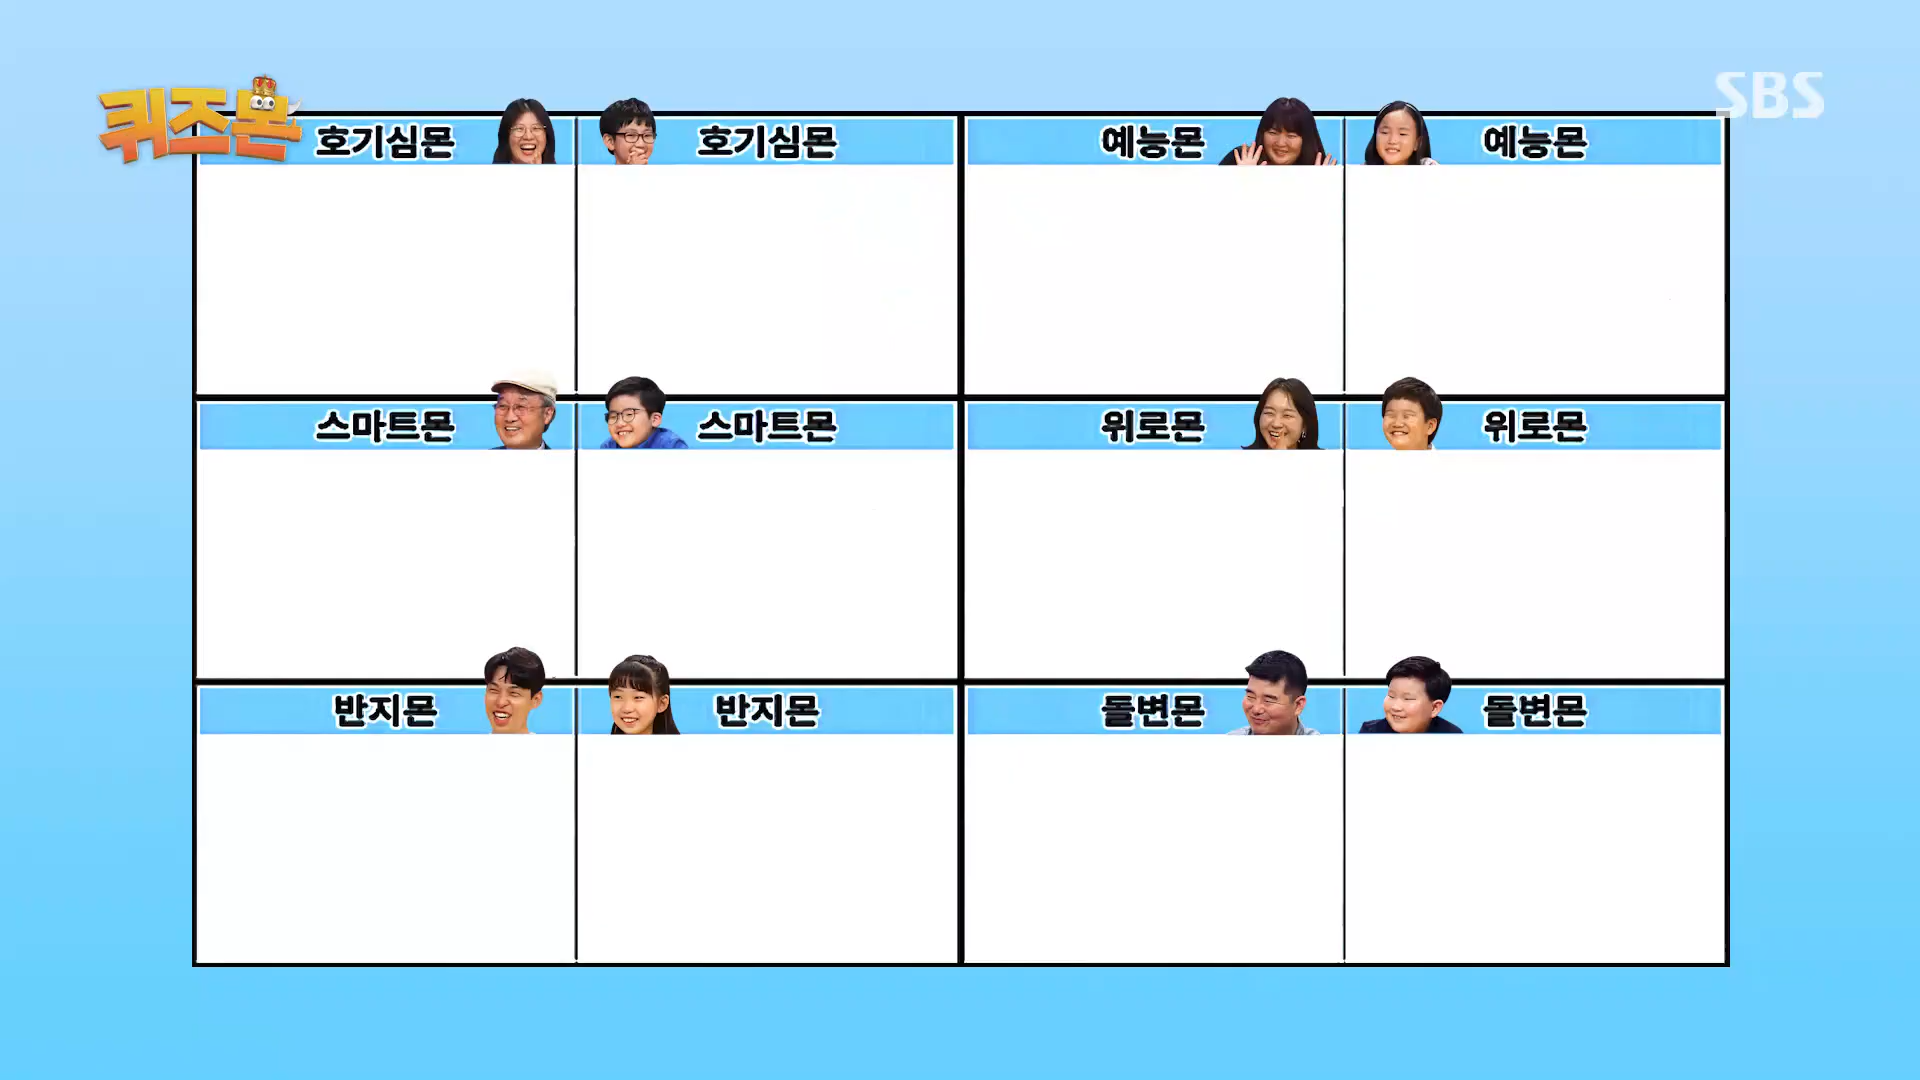 퀴즈몬
SBS
호기심몬 호기심몬 예능몬 예능몬
스마트몬 스마트몬 위로몬 위로몬
반지몬 반지몬 돌변몬 돌변몬